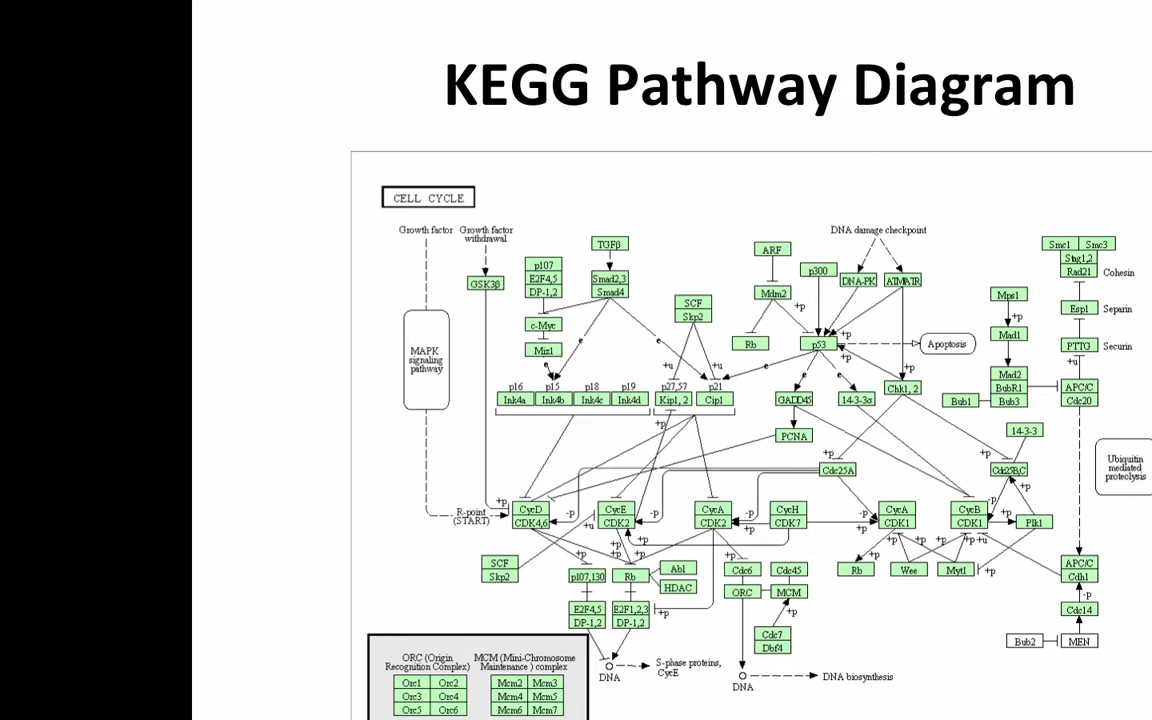 KEGG Pathway Diagram
CELL CYCLE
Growth factor
Growth factor
withdrawal
DNA damage checkpoint
TGFβ
ARF
Smc1 Smc3
Stag1,2
Rad21
Cohesin
p107
E2F4,5
DP-1,2
p300
GSK3β
Smad2,3
Smad4
DNA-PK
ATM/ATR
Mdm2
+p
Mps1
+p
SCF
Skp2
Esp1
Separin
c-Myc
Miz1
Rb
p53
+p
+p
Apoptosis
Mad1
PTTG
Securin
MAPK
signaling
pathway
e
e
e
e
e
e
+u
+u
+p
+u
Mad2
BubR1
Bub3
Bub1
APC/C
Cdc20
p16 p15 p18 p19 p27,57 p21
Ink4a Ink4b Ink4c Ink4d Kip1, 2 Cip1
GADD45
14-3-3σ
Chk1, 2
+p
PCNA
14-3-3
+p
+p
Cdc25A
Cdc25B,C
Ubiquitin
mediated
proteolysis
R-point
(START)
+p
CycD
CDK4,6
-p
CycE
CDK2
-p
+u
CycA
CDK2
-p
+p
CycH
CDK7
-p
+p
CycA
CDK1
CycB
CDK1
-p
+p
+p
Plk1
SCF
Skp2
+p
+p
+p
+p
+p
p107,130
Rb
Abl
HDAC
Cdc6
Cdc45
ORC
MCM
+p
+p
+p
+p
+u
+p
Rb
Wee
Myt1
APC/C
Cdh1
-p
Cdc14
Bub2
MEN
E2F4,5
DP-1,2
E2F1,2,3
DP-1,2
+p
Cdc7
Dbf4
+p
DNA
S-phase proteins,
CycE
DNA
DNA biosynthesis
ORC (Origin
Recognition Complex)
MCM (Mini-Chromosome
Maintenance ) complex
Orc1 Orc2 Mcm2 Mcm3
Orc3 Orc4 Mcm4 Mcm5
Orc5 Orc6 Mcm6 Mcm7